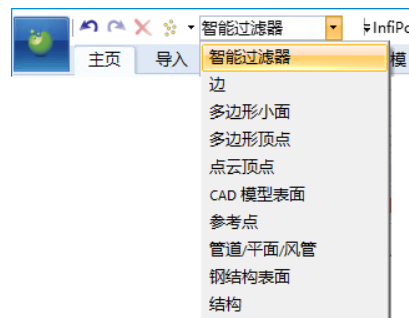 智能过滤器 InfiPo
主页 导入 模
智能过滤器
边
多边形小面
多边形顶点
点云顶点
CAD 模型表面
参考点
管道/平面/风管
钢结构表面
结构